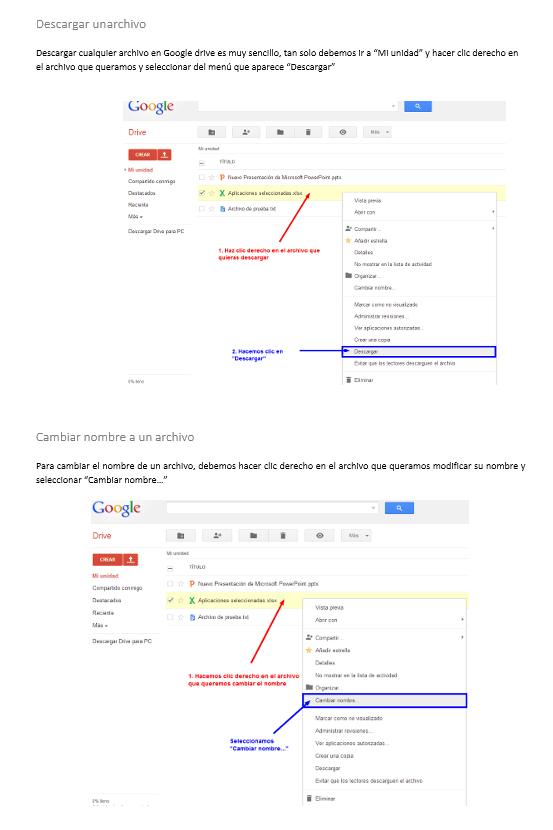 Descargar unarchivo
Descargar cualquier archivo en Google drive es muy sencillo, tan solo debemos ir a “Mi unidad” y hacer clic derecho en
el archivo que queramos y seleccionar del menú que aparece “Descargar”
Google
Drive
Más
Mi unidad
CREAR
TÍTULO
Mi unidad
Nuevo Presentación de Microsoft PowerPoint.pptx
Compartido conmigo
Destacados
Aplicaciones seleccionadas.xlsx
Reciente
Archivo de prueba.txt
Más
Descargar Drive para PC
Vista previa
Abrir con
Compartir...
Añadir estrella
Detalles
No mostrar en la lista de actividad
Organizar...
Cambiar nombre...
Marcar como no visualizado
Administrar revisiones...
Ver aplicaciones autorizadas...
Crear una copia
Descargar
Evitar que los lectores descarguen el archivo
Eliminar
1. Haz clic derecho en el archivo que
quieras descargar
2. Hacemos clic en
"Descargar"
Cambiar nombre a un archivo
Para cambiar el nombre de un archivo, debemos hacer clic derecho en el archivo que queramos modificar su nombre y
seleccionar “Cambiar nombre…”
Google
Drive
Más
Mi unidad
CREAR
TÍTULO
Mi unidad
Nuevo Presentación de Microsoft PowerPoint.pptx
Compartido conmigo
Destacados
Aplicaciones seleccionadas.xlsx
Reciente
Archivo de prueba.txt
Más
Descargar Drive para PC
Vista previa
Abrir con
Compartir...
Añadir estrella
Detalles
No mostrar en la lista de actividad
Organizar...
Cambiar nombre...
Marcar como no visualizado
Administrar revisiones...
Ver aplicaciones autorizadas...
Crear una copia
Descargar
Evitar que los lectores descarguen el archivo
Eliminar
1. Hacemos clic derecho en el archivo
que queremos cambiar el nombre
Seleccionamos
"Cambiar nombre..."